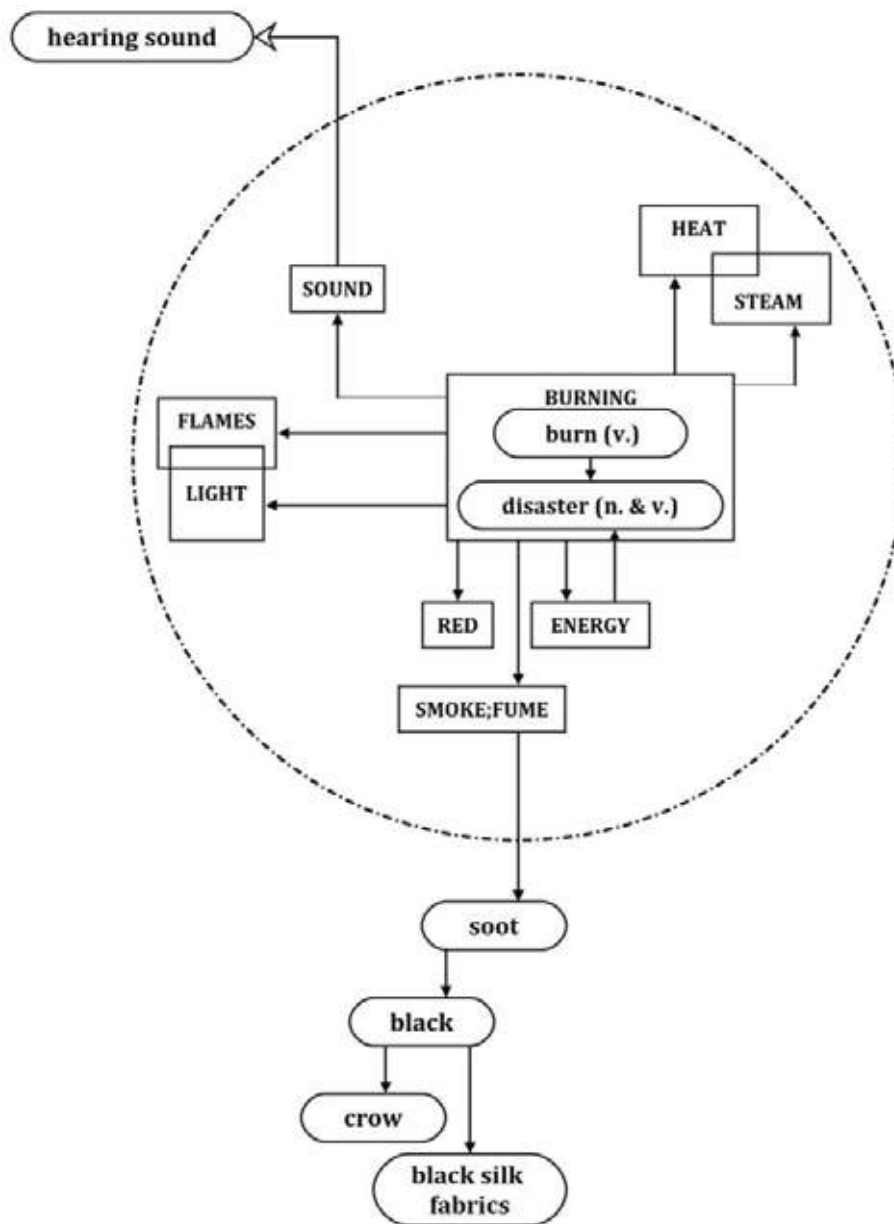 hearing sound
HEAT
SOUND
STEAM
BURNING
FLAMES
burn (v.)
LIGHT
disaster (n. & v.)
RED
ENERGY
SMOKE;FUME
soot
black
crow
black silk
fabrics